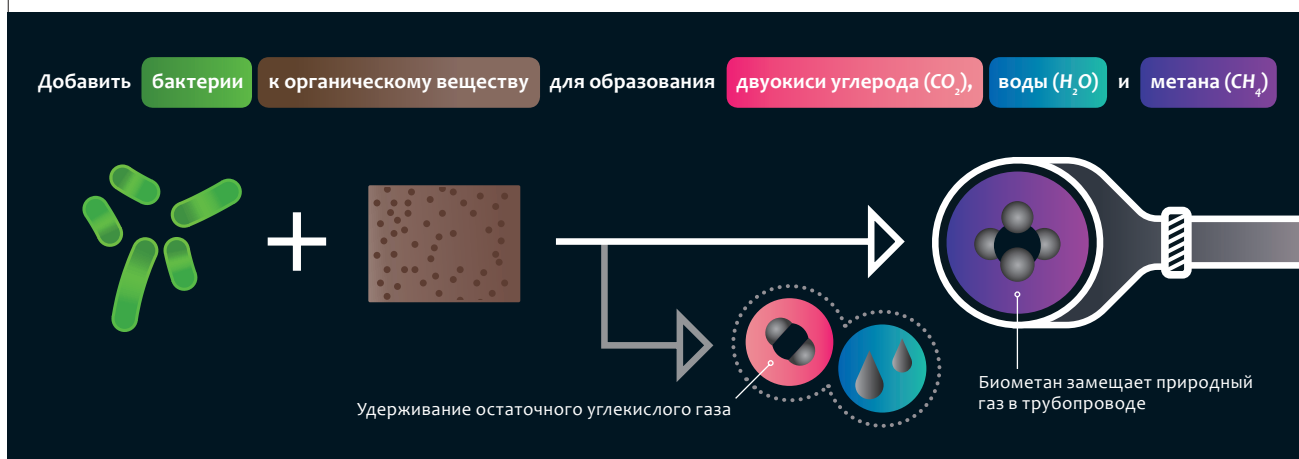 Добавить бактерии к органическому веществу для образования двуокиси углерода (CO₂), воды (H₂O) и метана (CH₄)
Удерживание остаточного углекислого газа
Биометан замещает природный
газ в трубопроводе